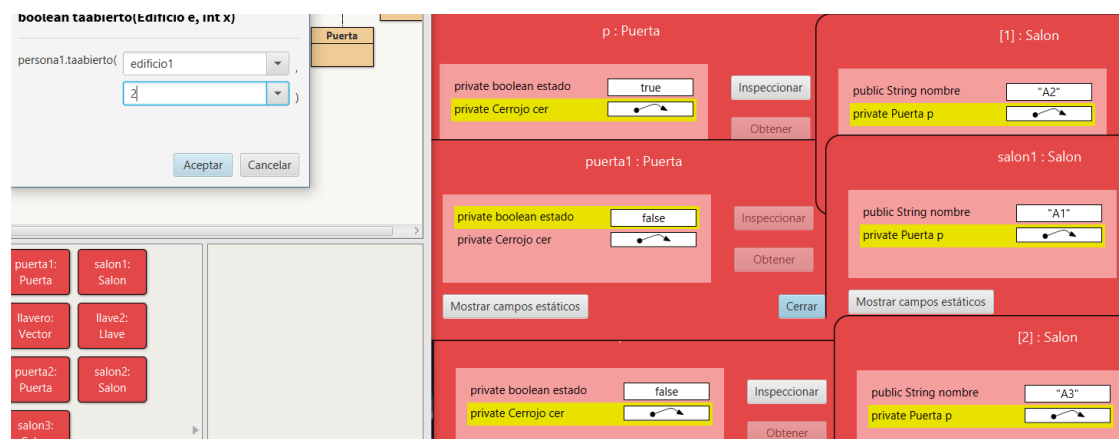 boolean taabierto(Edificio e, int x)
persona1.taabierto(
edificio1
,
2
)
Aceptar
Cancelar
Puerta
puerta1:
Puerta
salon1:
Salon
llavero:
Vector
llave2:
Llave
puerta2:
Puerta
salon2:
Salon
salon3:
p : Puerta
private boolean estado
true
private Cerrojo cer
Inspeccionar
Obtener
puerta1 : Puerta
private boolean estado
false
private Cerrojo cer
Inspeccionar
Obtener
Mostrar campos estáticos
Cerrar
private boolean estado
false
private Cerrojo cer
Inspeccionar
Obtener
[1] : Salon
public String nombre
"A2"
private Puerta p
salon1 : Salon
public String nombre
"A1"
private Puerta p
Mostrar campos estáticos
[2] : Salon
public String nombre
"A3"
private Puerta p